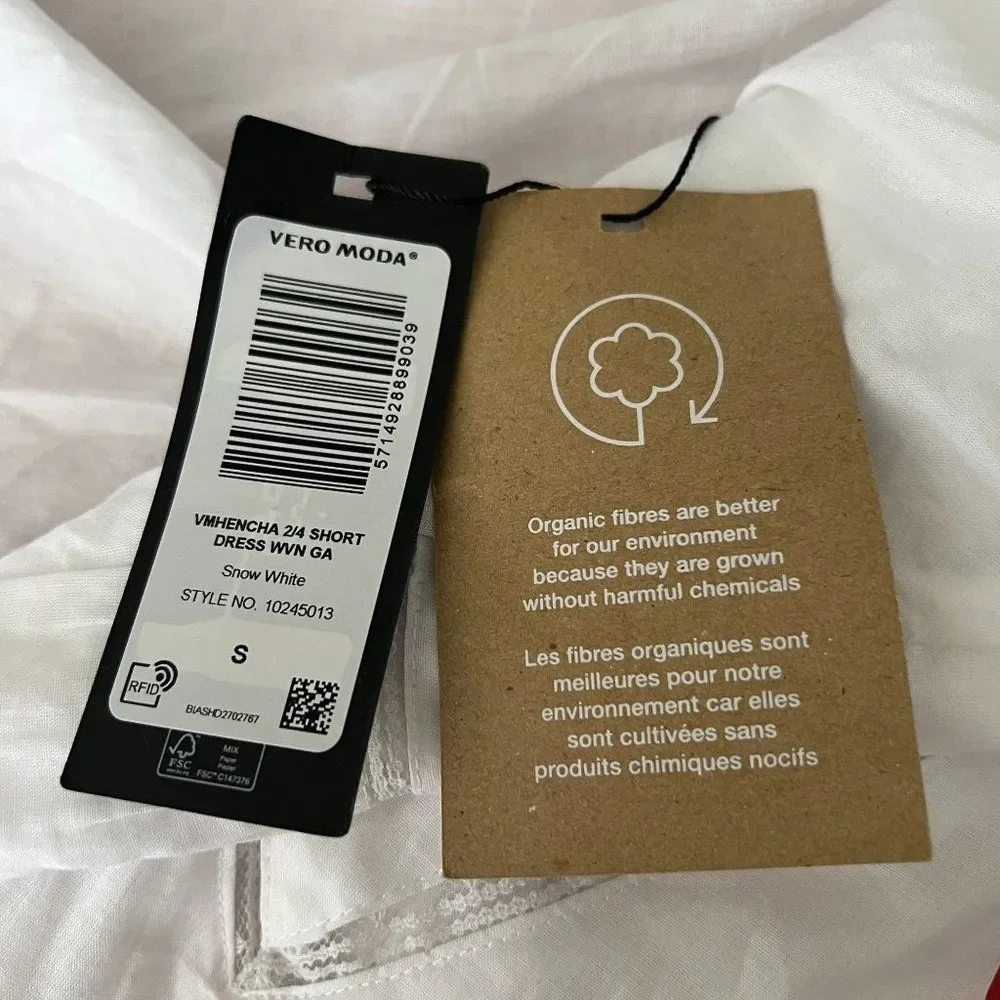 VERO MODA®
5714928899039
VMHENCHA 2/4 SHORT
DRESS WVN GA
Snow White
STYLE NO. 10245013
S
RFID
BIASHD2702767
FSC
MIX
Paper
Papier
FSC™ C147376
Organic fibres are better
for our environment
because they are grown
without harmful chemicals
Les fibres organiques sont
meilleures pour notre
environnement car elles
sont cultivées sans
produits chimiques nocifs